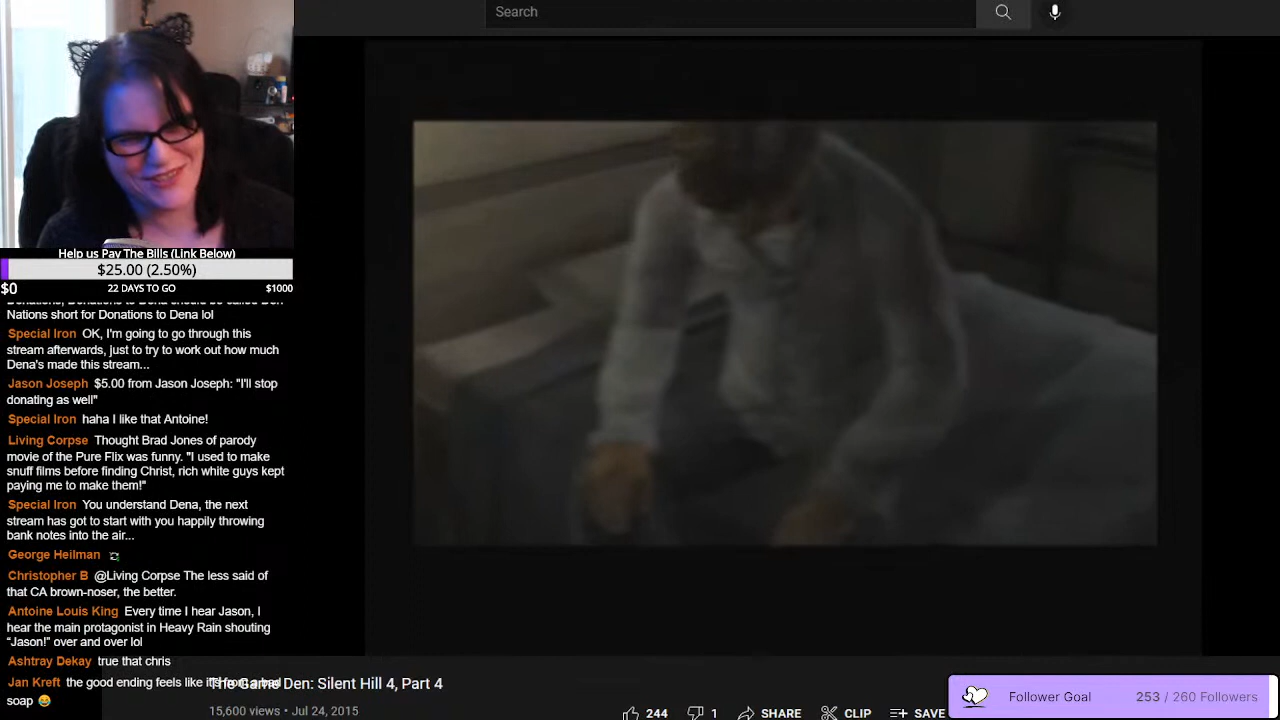 Search
Help us Pay The Bills (Link Below)
$25.00 (2.50%)
$0
22 DAYS TO GO
$1000
Nations short for Donations to Dena lol
Special Iron OK, I'm going to go through this
stream afterwards, just to try to work out how much
Dena's made this stream...
Jason Joseph $5.00 from Jason Joseph: "I'll stop
donating as well"
Special Iron haha I like that Antoine!
Living Corpse Thought Brad Jones of parody
movie of the Pure Flix was funny. "I used to make
snuff films before finding Christ, rich white guys kept
paying me to make them!"
Special Iron You understand Dena, the next
stream has got to start with you happily throwing
bank notes into the air...
George Heilman
Christopher B @Living Corpse The less said of
that CA brown-noser, the better.
Antoine Louis King Every time I hear Jason, I
hear the main protagonist in Heavy Rain shouting
“Jason!” over and over lol
Ashtray Dekay true that chris
Jan Kreft the good ending feels like it's from a bad
soap 😂
The Game Den: Silent Hill 4, Part 4
15,600 views • Jul 24, 2015
244
1
SHARE
CLIP
SAVE
Follower Goal
253 / 260 Followers